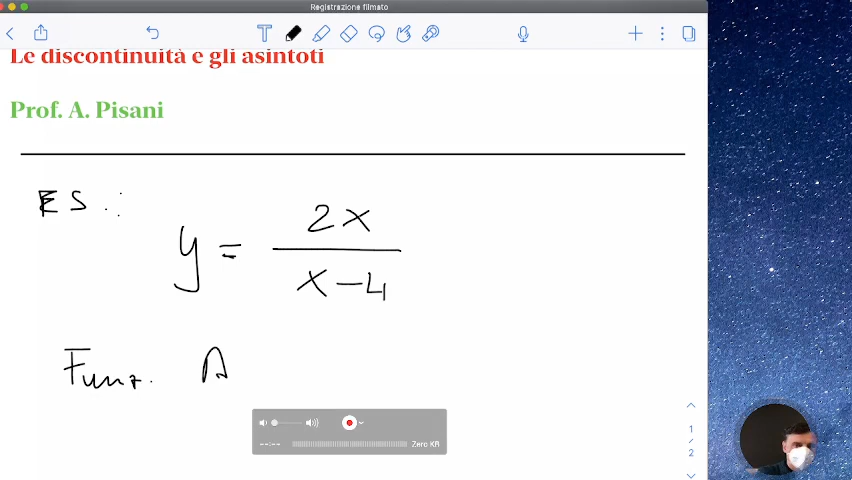 Registrazione filmato
Le discontinuità e gli asintoti
Prof. A. Pisani
ES.:
y = 2x / x-4
Funz. A
--:-- Zero KB
1
/
2